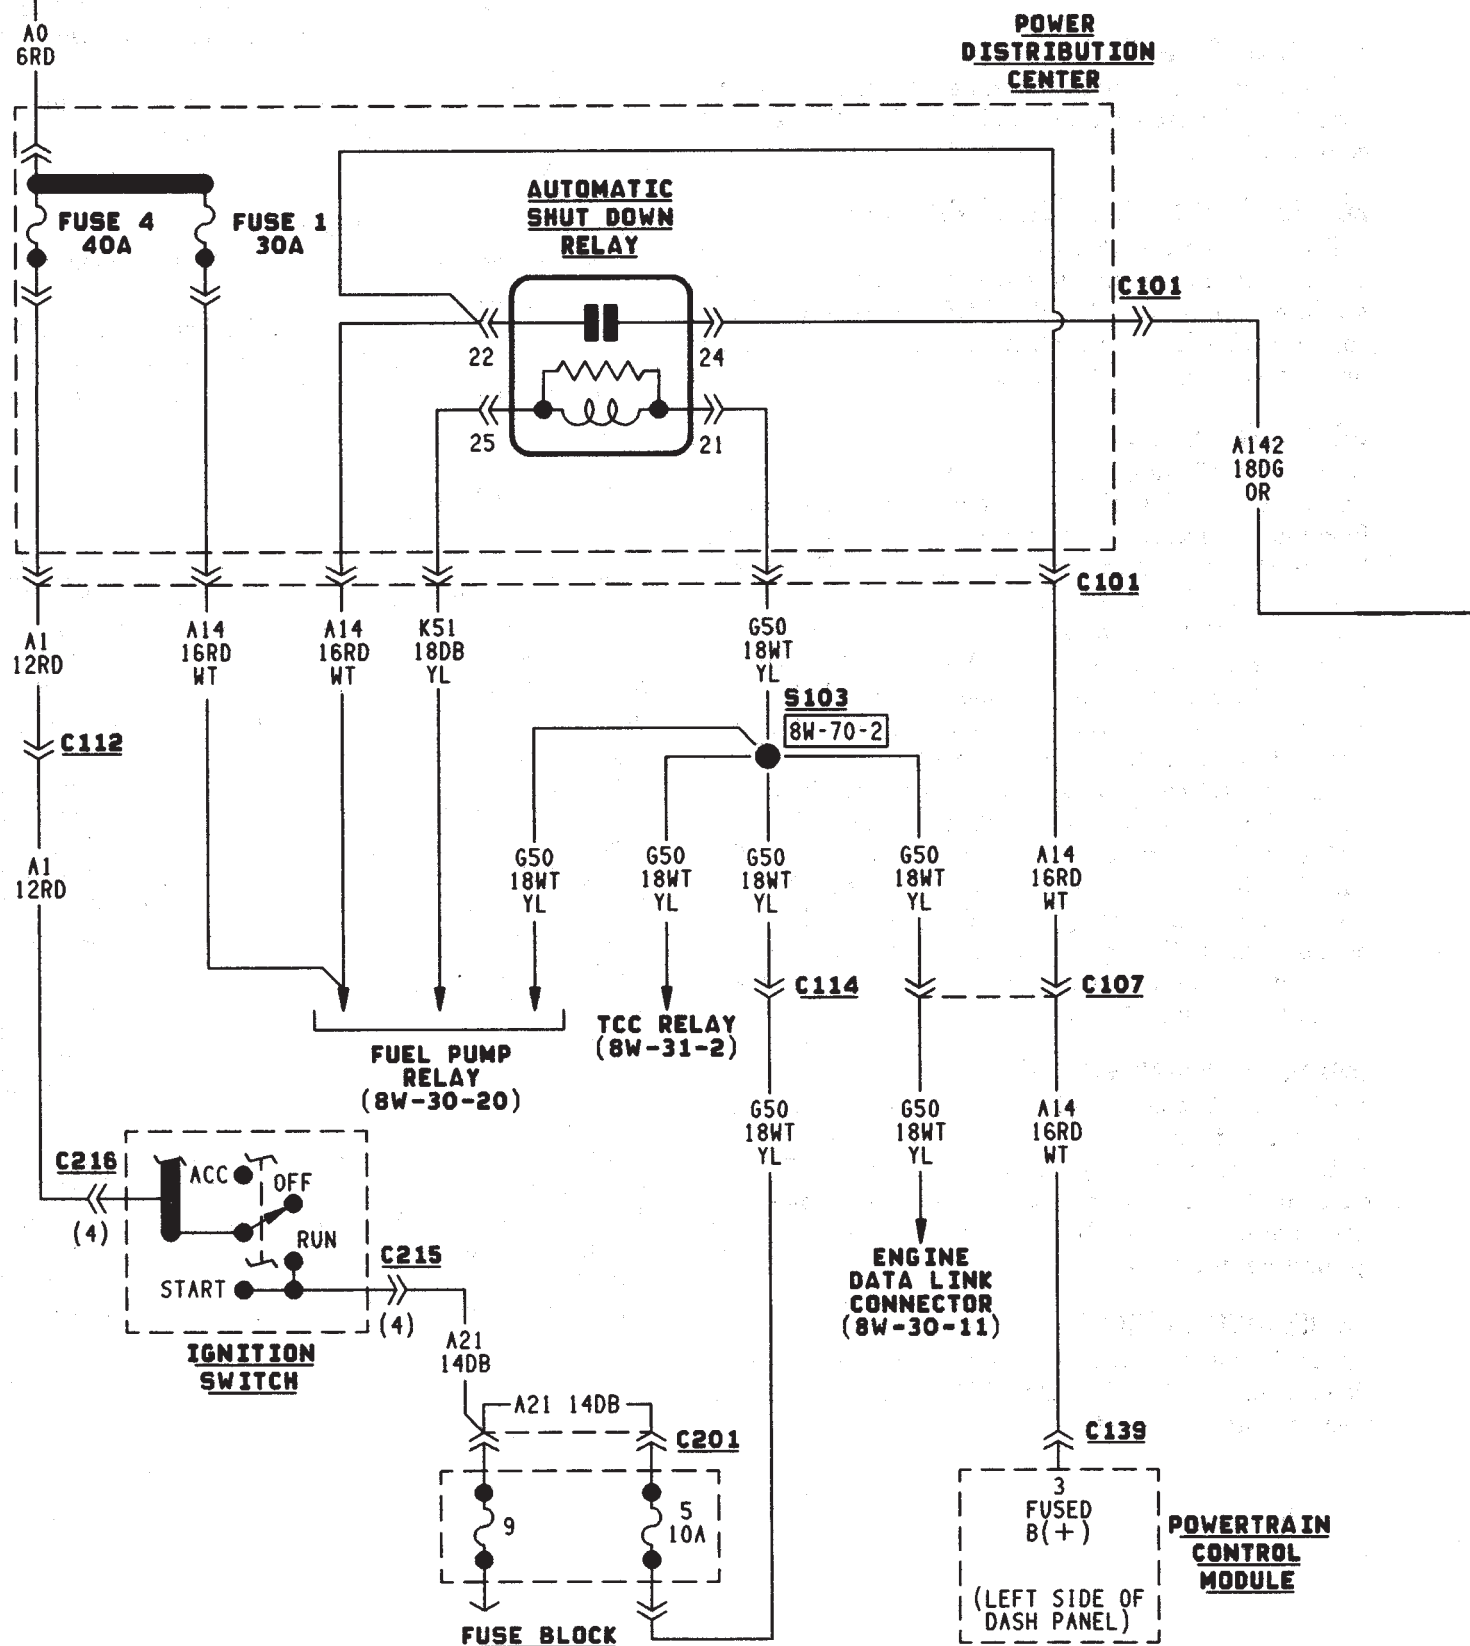 A0
6RD
POWER
DISTRIBUTION
CENTER
FUSE 4
40A
FUSE 1
30A
AUTOMATIC
SHUT DOWN
RELAY
C101
22
24
25
21
A142
18DG
OR
C101
A1
12RD
A14
16RD
WT
A14
16RD
WT
K51
18DB
YL
G50
18WT
YL
S103
8W-70-2
C112
A1
12RD
G50
18WT
YL
G50
18WT
YL
G50
18WT
YL
G50
18WT
YL
A14
16RD
WT
C114
C107
FUEL PUMP
RELAY
(8W-30-20)
TCC RELAY
(8W-31-2)
G50
18WT
YL
G50
18WT
YL
A14
16RD
WT
C216
(4)
ACC
OFF
RUN
START
C215
(4)
IGNITION
SWITCH
ENGINE
DATA LINK
CONNECTOR
(8W-30-11)
A21
14DB
A21 14DB
C201
9
5
10A
FUSE BLOCK
C139
3
FUSED
B(+)
(LEFT SIDE OF
DASH PANEL)
POWERTRAIN
CONTROL
MODULE